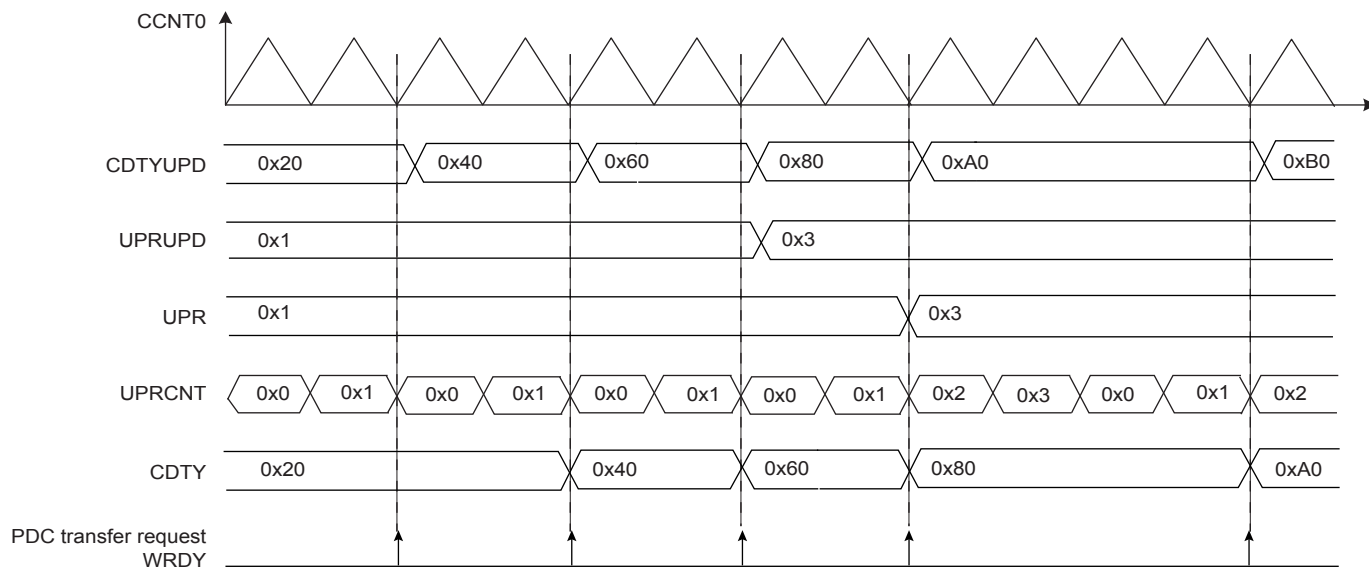 CCNT0
CDTYUPD 0x20 0x40 0x60 0x80 0xA0 0xB0
UPRUPD 0x1 0x3
UPR 0x1 0x3
UPRCNT 0x0 0x1 0x0 0x1 0x0 0x1 0x0 0x1 0x2 0x3 0x0 0x1 0x2
CDTY 0x20 0x40 0x60 0x80 0xA0
PDC transfer request
WRDY